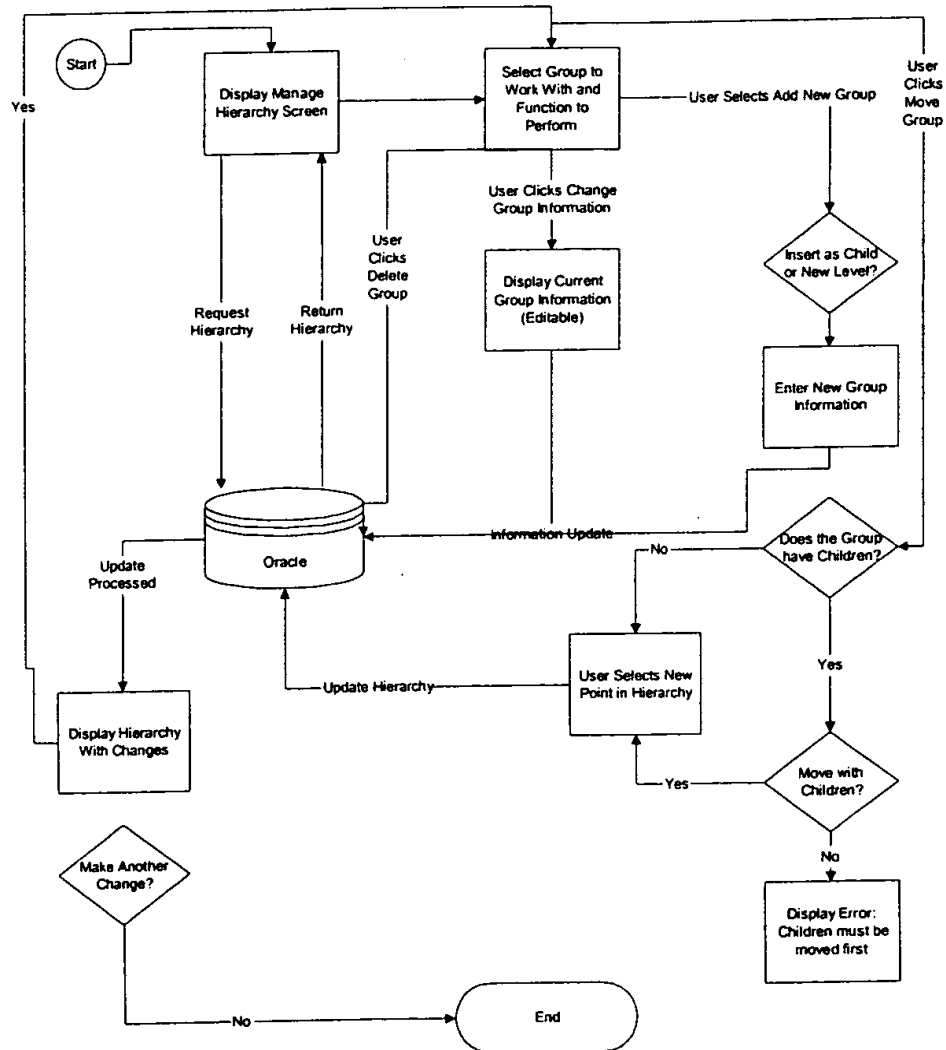 Start
Yes
Display Manage
Hierarchy Screen
Select Group to
Work With and
Function to
Perform
User Selects Add New Group
User
Clicks
Move
Group
User Clicks Change
Group Information
User
Clicks
Delete
Group
Insert as Child
or New Level?
Display Current
Group Information
(Editable)
Request
Hierarchy
Return
Hierarchy
Enter New Group
Information
Information Update
Oracle
Does the Group
have Children?
No
Update
Processed
Yes
User Selects New
Point in Hierarchy
Update Hierarchy
Display Hierarchy
With Changes
Move with
Children?
Yes
No
Make Another
Change?
Display Error:
Children must be
moved first
No
End